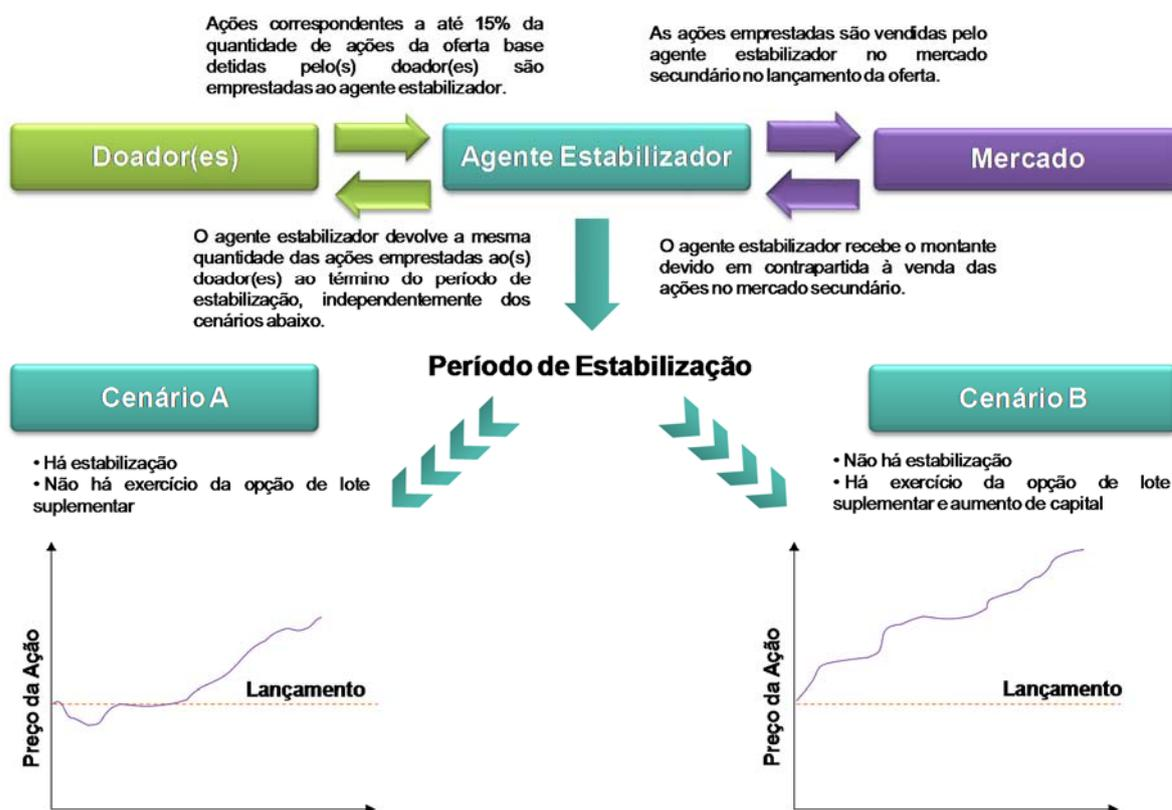 Ações correspondentes a até 15% da
quantidade de ações da oferta base
detidas pelo(s) doador(es) são
emprestadas ao agente estabilizador.
As ações emprestadas são vendidas pelo
agente estabilizador no mercado
secundário no lançamento da oferta.
Doador(es)
Agente Estabilizador
Mercado
O agente estabilizador devolve a mesma
quantidade das ações emprestadas ao(s)
doador(es) ao término do período de
estabilização, independentemente dos
cenários abaixo.
O agente estabilizador recebe o montante
devido em contrapartida à venda das
ações no mercado secundário.
Período de Estabilização
Cenário A
Cenário B
• Há estabilização
• Não há exercício da opção de lote
suplementar
• Não há estabilização
• Há exercício da opção de lote
suplementar e aumento de capital
Preço da Ação
Lançamento
Preço da Ação
Lançamento